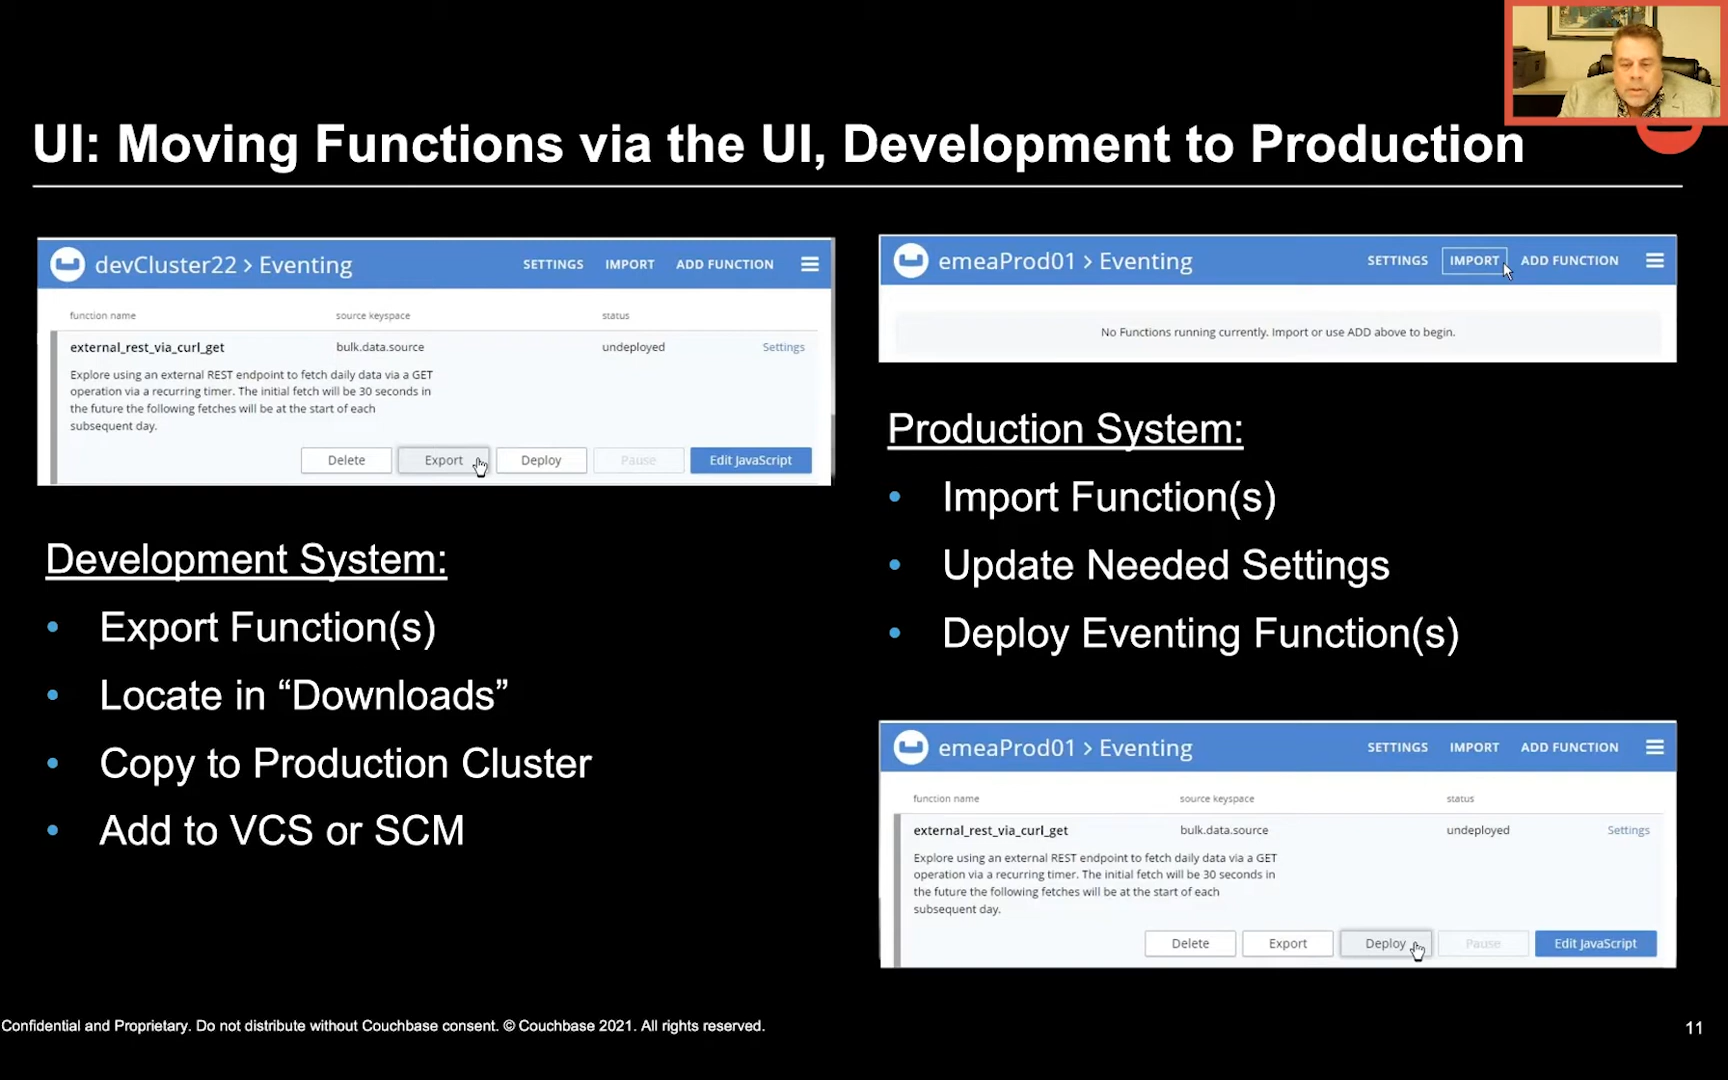 UI: Moving Functions via the UI, Development to Production
devCluster22 > Eventing
SETTINGS IMPORT ADD FUNCTION
function name source keyspace status
external_rest_via_curl_get bulk.data.source undeployed Settings
Explore using an external REST endpoint to fetch daily data via a GET
operation via a recurring timer. The initial fetch will be 30 seconds in
the future the following fetches will be at the start of each
subsequent day.
Delete Export Deploy Pause Edit JavaScript
Development System:
• Export Function(s)
• Locate in “Downloads”
• Copy to Production Cluster
• Add to VCS or SCM
emeaProd01 > Eventing
SETTINGS IMPORT ADD FUNCTION
No Functions running currently. Import or use ADD above to begin.
Production System:
• Import Function(s)
• Update Needed Settings
• Deploy Eventing Function(s)
emeaProd01 > Eventing
SETTINGS IMPORT ADD FUNCTION
function name source keyspace status
external_rest_via_curl_get bulk.data.source undeployed Settings
Explore using an external REST endpoint to fetch daily data via a GET
operation via a recurring timer. The initial fetch will be 30 seconds in
the future the following fetches will be at the start of each
subsequent day.
Delete Export Deploy Pause Edit JavaScript
Confidential and Proprietary. Do not distribute without Couchbase consent. © Couchbase 2021. All rights reserved.
11